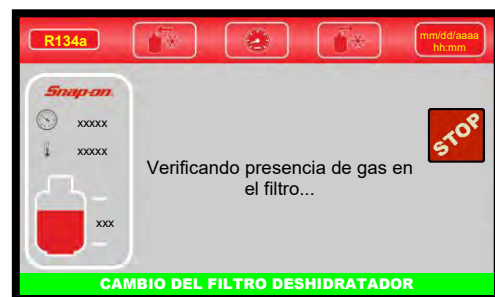 R134a
mm/dd/aaaa
hh:mm
Snap-on
xxxxx
xxxxx
xxx
STOP
Verificando presencia de gas en
el filtro...
CAMBIO DEL FILTRO DESHIDRATADOR